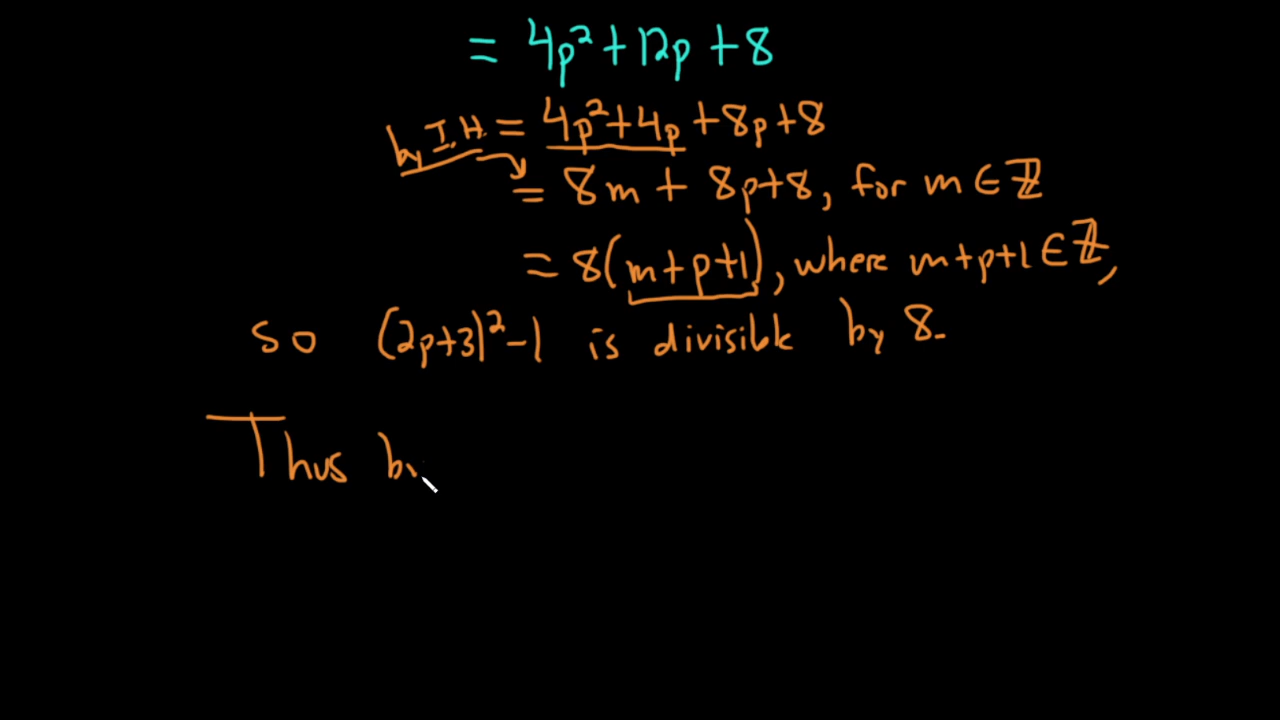 = 4p²+12p+8
by I.H. = 4p²+4p+8p+8
= 8m + 8p+8, for m ∈ ℤ
= 8(m+p+1), where m+p+1 ∈ ℤ,
so (2p+3)²-1 is divisible by 8.
Thus by